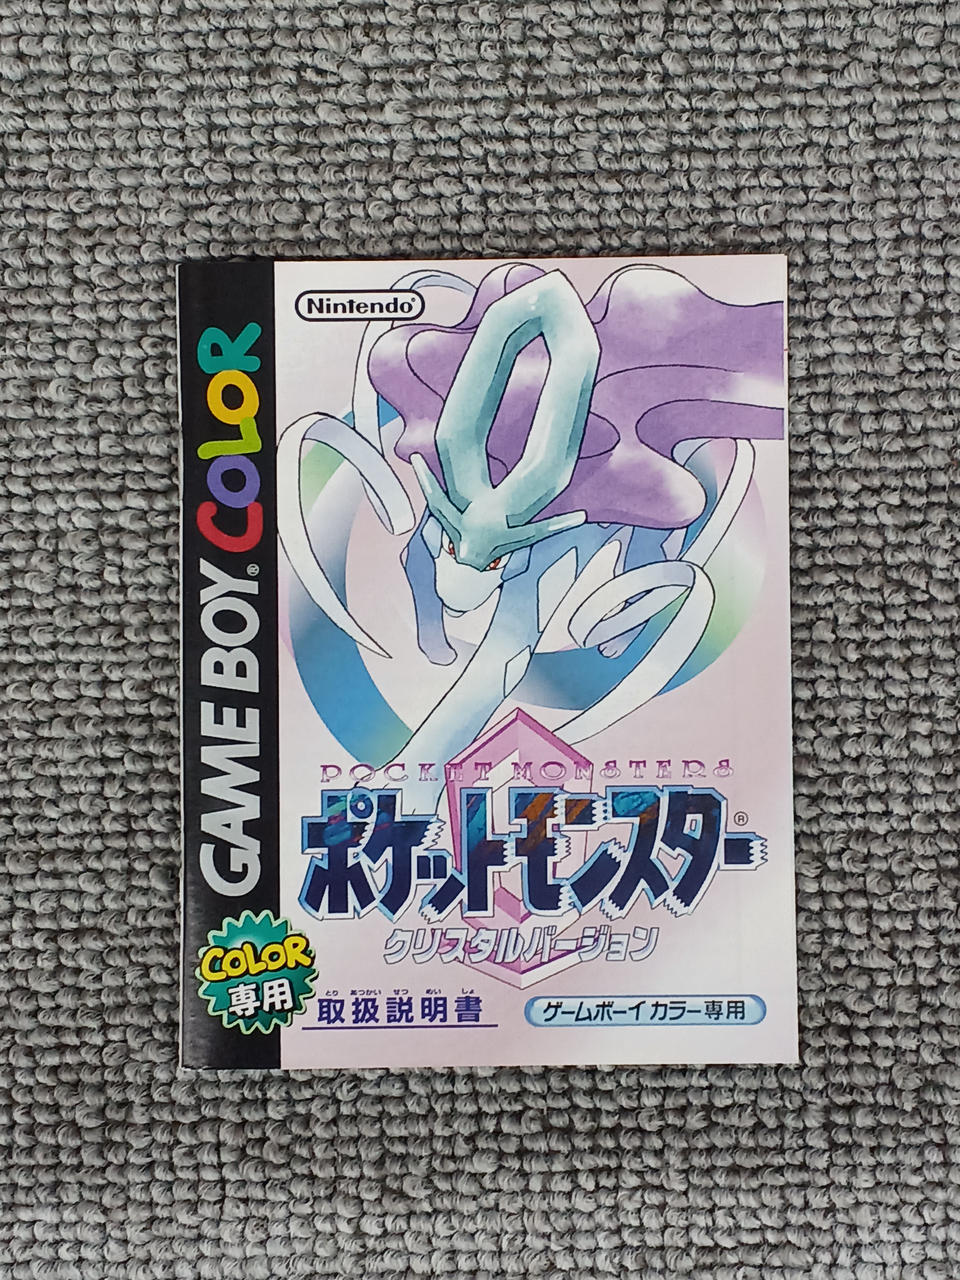 Nintendo®
GAME BOY® COLOR
POCKET MONSTERS
ポケットモンスター®
クリスタルバージョン
COLOR
専用
とり あつかい せつ めい しょ
取扱説明書
ゲームボーイ カラー専用